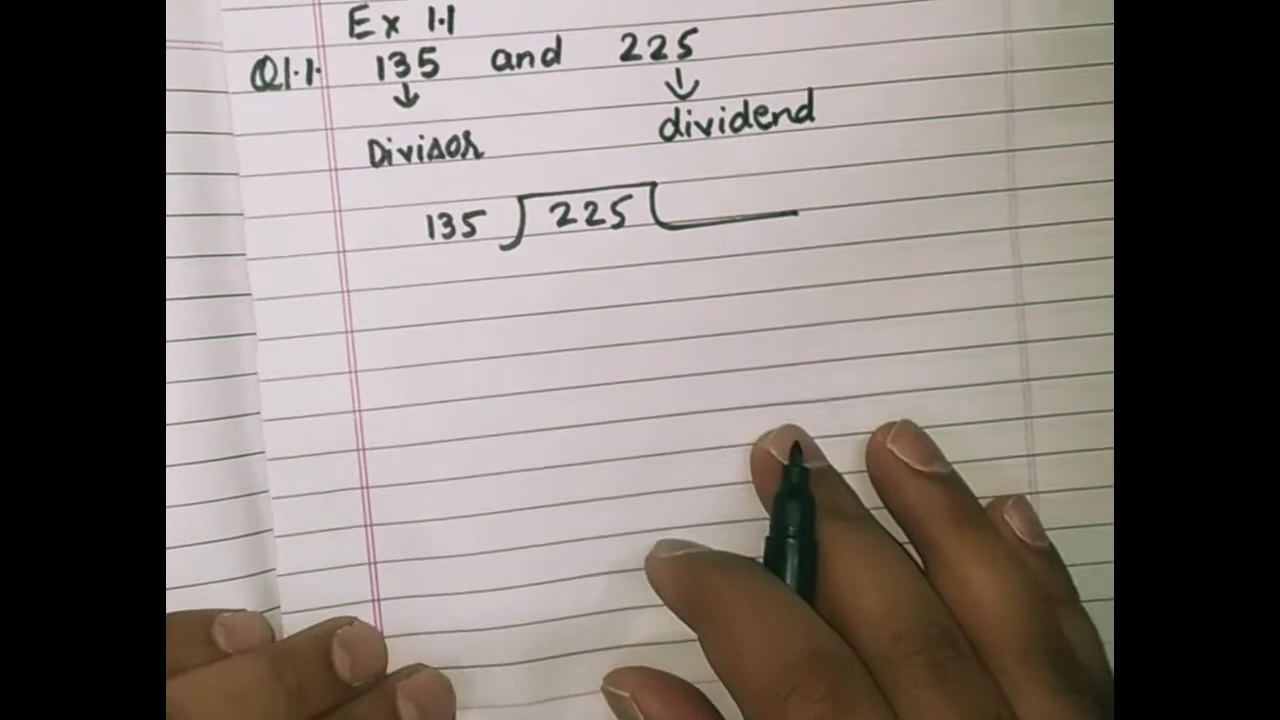 Ex 1.1
Q1.1. 135 and 225
↓ ↓
Divisor dividend
135 225